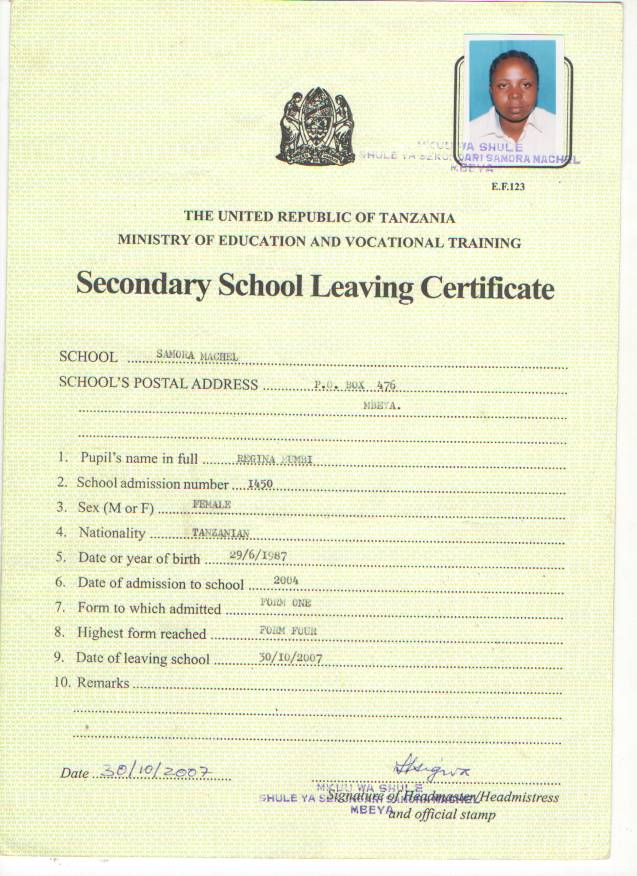 MKUU WA SHULE
SHULE YA SEKONDARI SAMORA MACHEL
MBEYA
E.F.123
THE UNITED REPUBLIC OF TANZANIA
MINISTRY OF EDUCATION AND VOCATIONAL TRAINING
Secondary School Leaving Certificate
SCHOOL SAMORA MACHEL
SCHOOL'S POSTAL ADDRESS P.O. BOX 476
MBEYA.
1. Pupil's name in full REGINA
2. School admission number 1450
3. Sex (M or F) FEMALE
4. Nationality TANZANIAN
5. Date or year of birth 29/6/1987
6. Date of admission to school 2004
7. Form to which admitted FORM ONE
8. Highest form reached FORM FOUR
9. Date of leaving school 30/10/2007
10. Remarks
Date 30/10/2007
MKUU WA SHULE
Signature of Headmaster/Headmistress
SHULE YA SEKONDARI SAMORA MACHEL
MBEYA
and official stamp